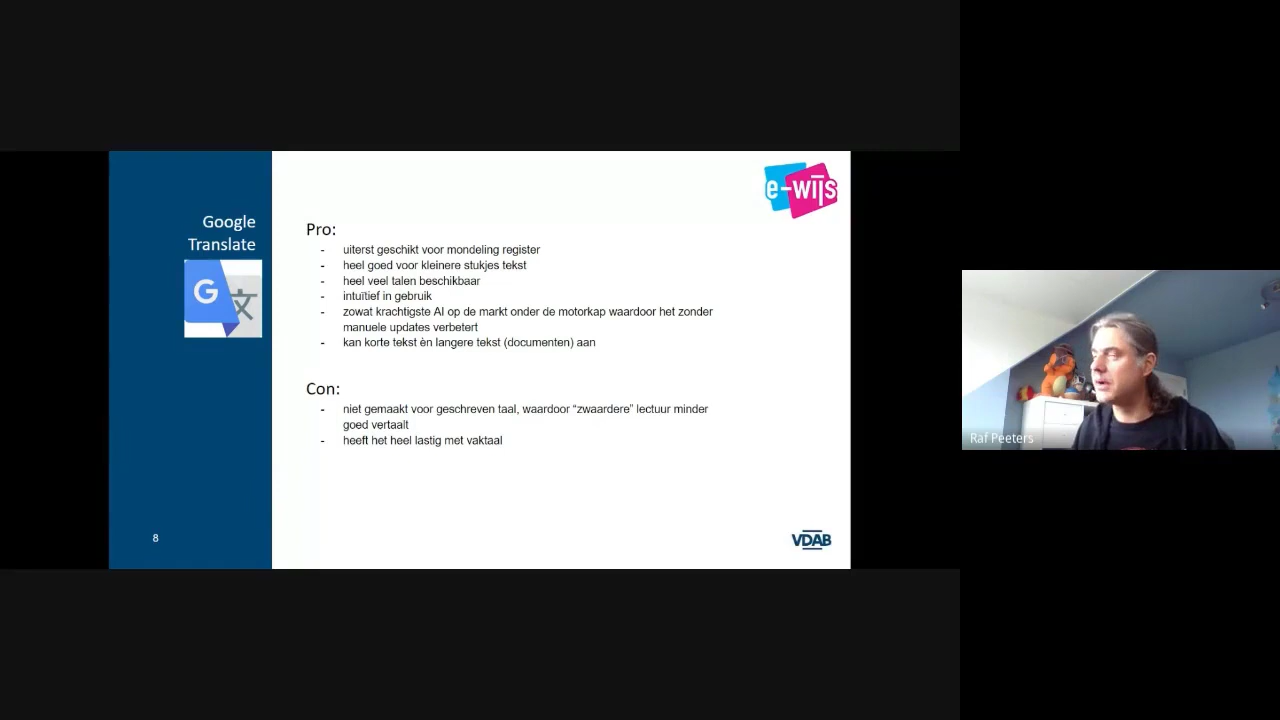 Google
Translate
G 文
e-wijs
Pro:
- uiterst geschikt voor mondeling register
- heel goed voor kleinere stukjes tekst
- heel veel talen beschikbaar
- intuïtief in gebruik
- zowat krachtigste AI op de markt onder de motorkap waardoor het zonder
manuele updates verbetert
- kan korte tekst èn langere tekst (documenten) aan
Con:
- niet gemaakt voor geschreven taal, waardoor “zwaardere” lectuur minder
goed vertaalt
- heeft het heel lastig met vaktaal
8
VDAB
Raf Peeters